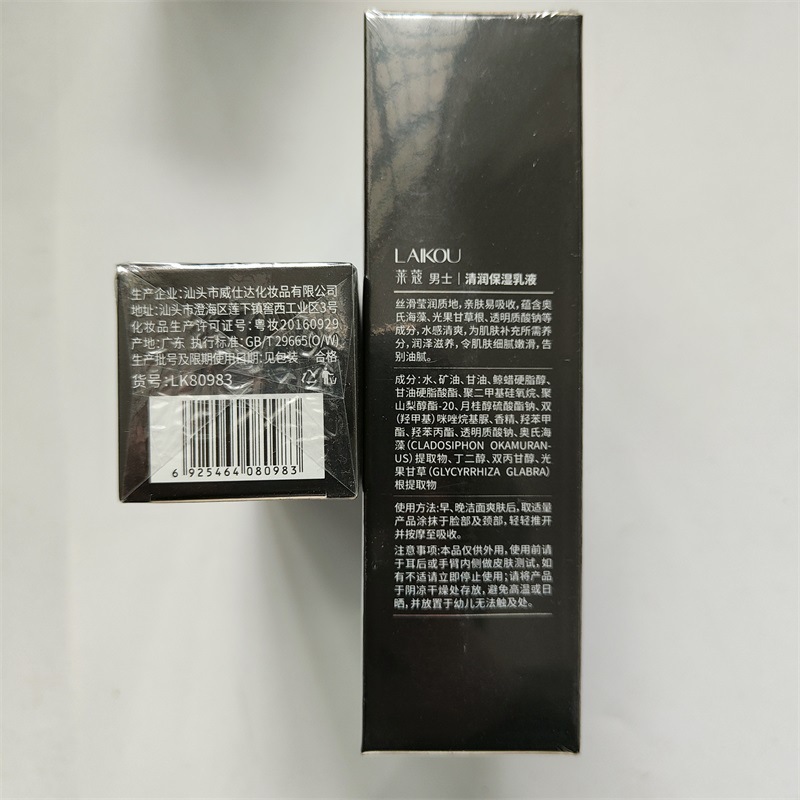 LAIKOU
莱蔻 男士 | 清润保湿乳液
丝滑莹润质地，亲肤易吸收，蕴含奥
氏海藻、光果甘草根、透明质酸钠等
成分，水感清爽，为肌肤补充所需养
分，润泽滋养，令肌肤细腻嫩滑，告
别油腻。
成分：水、矿油、甘油、鲸蜡硬脂醇、
甘油硬脂酸酯、聚二甲基硅氧烷、聚
山梨醇酯-20、月桂醇硫酸酯钠、双
(羟甲基)咪唑烷基脲、香精、羟苯甲
酯、羟苯丙酯、透明质酸钠、奥氏海
藻(CLADOSIPHON OKAMURAN-
US)提取物、丁二醇、双丙甘醇、光
果甘草(GLYCYRRHIZA GLABRA)
根提取物
使用方法：早、晚洁面爽肤后，取适量
产品涂抹于脸部及颈部，轻轻推开
并按摩至吸收。
注意事项：本品仅供外用，使用前请
于耳后或手臂内侧做皮肤测试，如
有不适请立即停止使用；请将产品
于阴凉干燥处存放，避免高温或日
晒，并放置于幼儿无法触及处。
生产企业：汕头市威仕达化妆品有限公司
地址：汕头市澄海区莲下镇窖西工业区3号
化妆品生产许可证号：粤妆20160929
产地：广东 执行标准：GB/T 29665(O/W)
生产批号及限期使用日期：见包装 合格
货号：LK80983
6 925464 080983